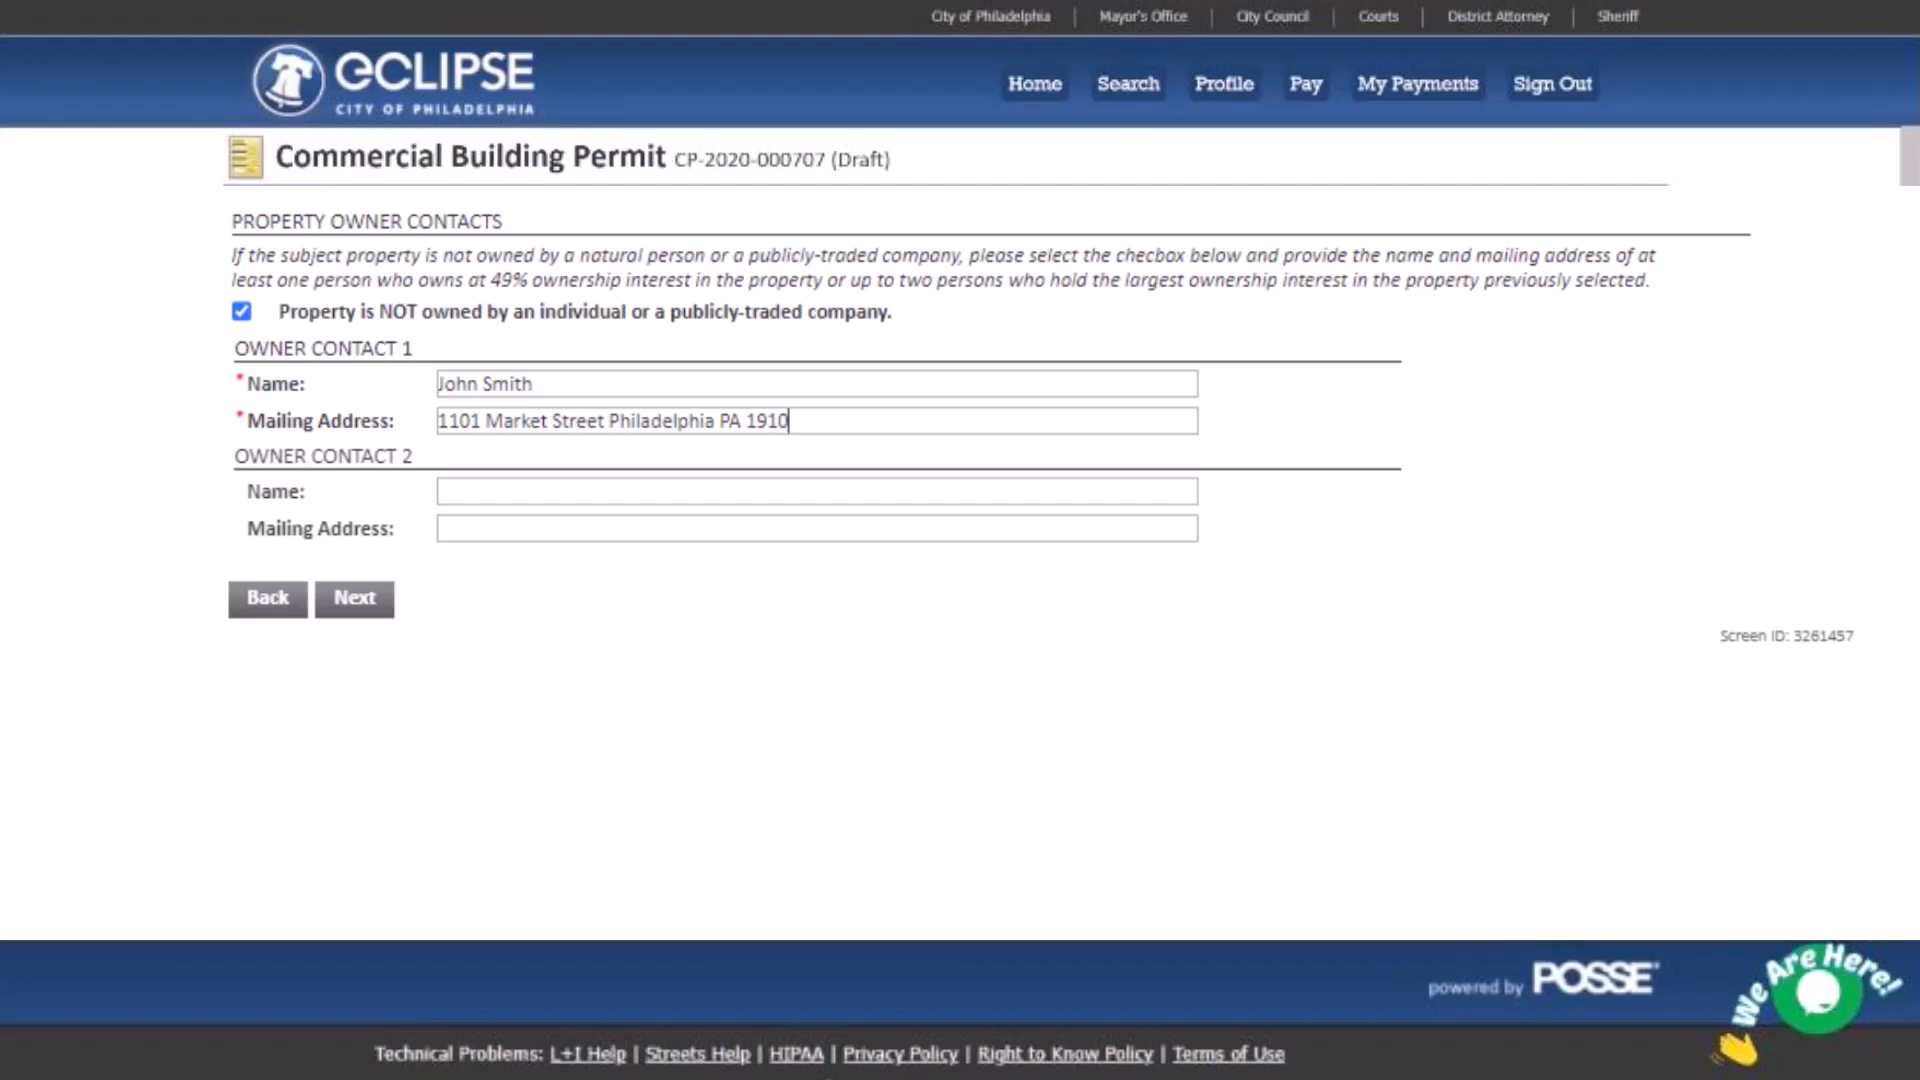 City of Philadelphia | Mayor's Office | City Council | Courts | District Attorney | Sheriff
eCLIPSE
CITY OF PHILADELPHIA
Home Search Profile Pay My Payments Sign Out
Commercial Building Permit CP-2020-000707 (Draft)
PROPERTY OWNER CONTACTS
If the subject property is not owned by a natural person or a publicly-traded company, please select the checbox below and provide the name and mailing address of at
least one person who owns at 49% ownership interest in the property or up to two persons who hold the largest ownership interest in the property previously selected.
Property is NOT owned by an individual or a publicly-traded company.
OWNER CONTACT 1
* Name: John Smith
* Mailing Address: 1101 Market Street Philadelphia PA 1910
OWNER CONTACT 2
Name:
Mailing Address:
Back Next
Screen ID: 3261457
powered by POSSE
We Are Here!
Technical Problems: L+I Help | Streets Help | HIPAA | Privacy Policy | Right to Know Policy | Terms of Use